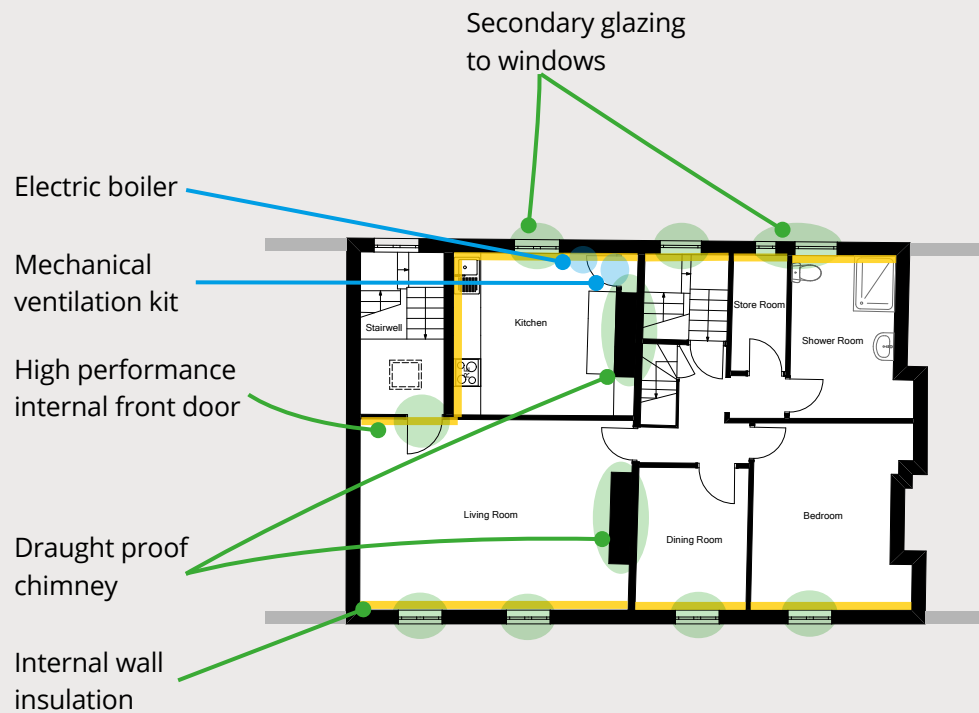 Secondary glazing
to windows
Electric boiler
Mechanical
ventilation kit
High performance
internal front door
Draught proof
chimney
Internal wall
insulation
Stairwell
Kitchen
Store Room
Shower Room
Living Room
Dining Room
Bedroom